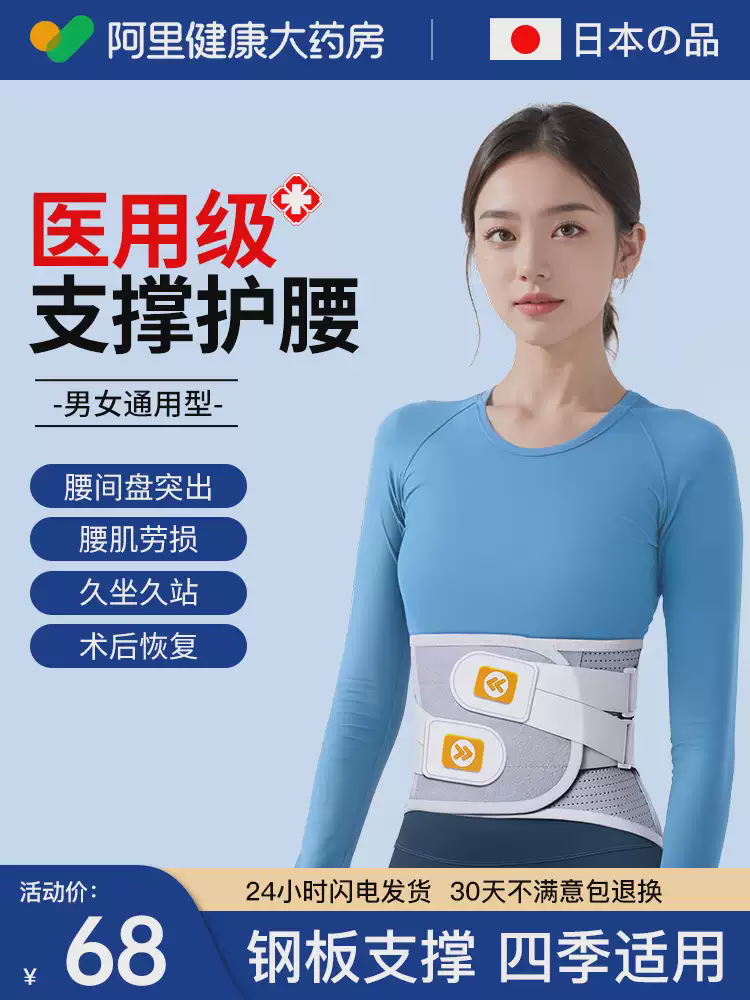 阿里健康大药房
日本の品
医用级
支撑护腰
-男女通用型-
腰间盘突出
腰肌劳损
久坐久站
术后恢复
活动价:
¥ 68
24小时闪电发货 30天不满意包退换
钢板支撑 四季适用